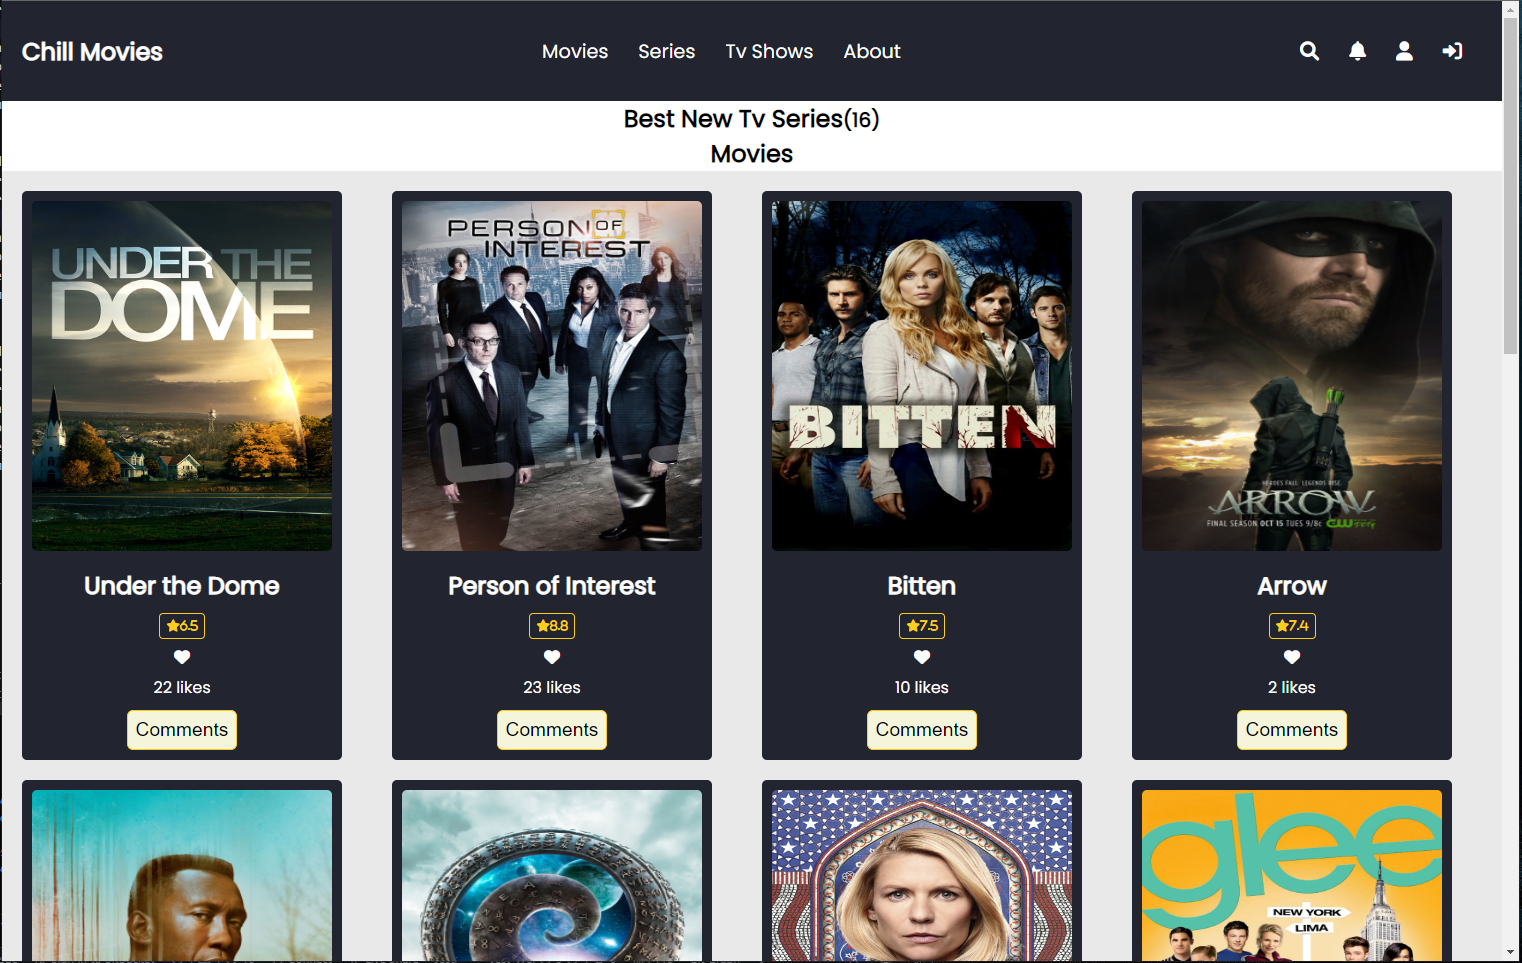 Chill Movies
Movies
Series
Tv Shows
About
Best New Tv Series(16)
Movies
UNDER THE
DOME
PERSON OF
INTEREST
BITTEN
HEROES FALL. LEGENDS RISE.
ARROW
FINAL SEASON OCT 15 TUES 9/8c CW
Under the Dome
Person of Interest
Bitten
Arrow
6.5
8.8
7.5
7.4
22 likes
23 likes
10 likes
2 likes
Comments
Comments
Comments
Comments
glee
NEW YORK
LIMA